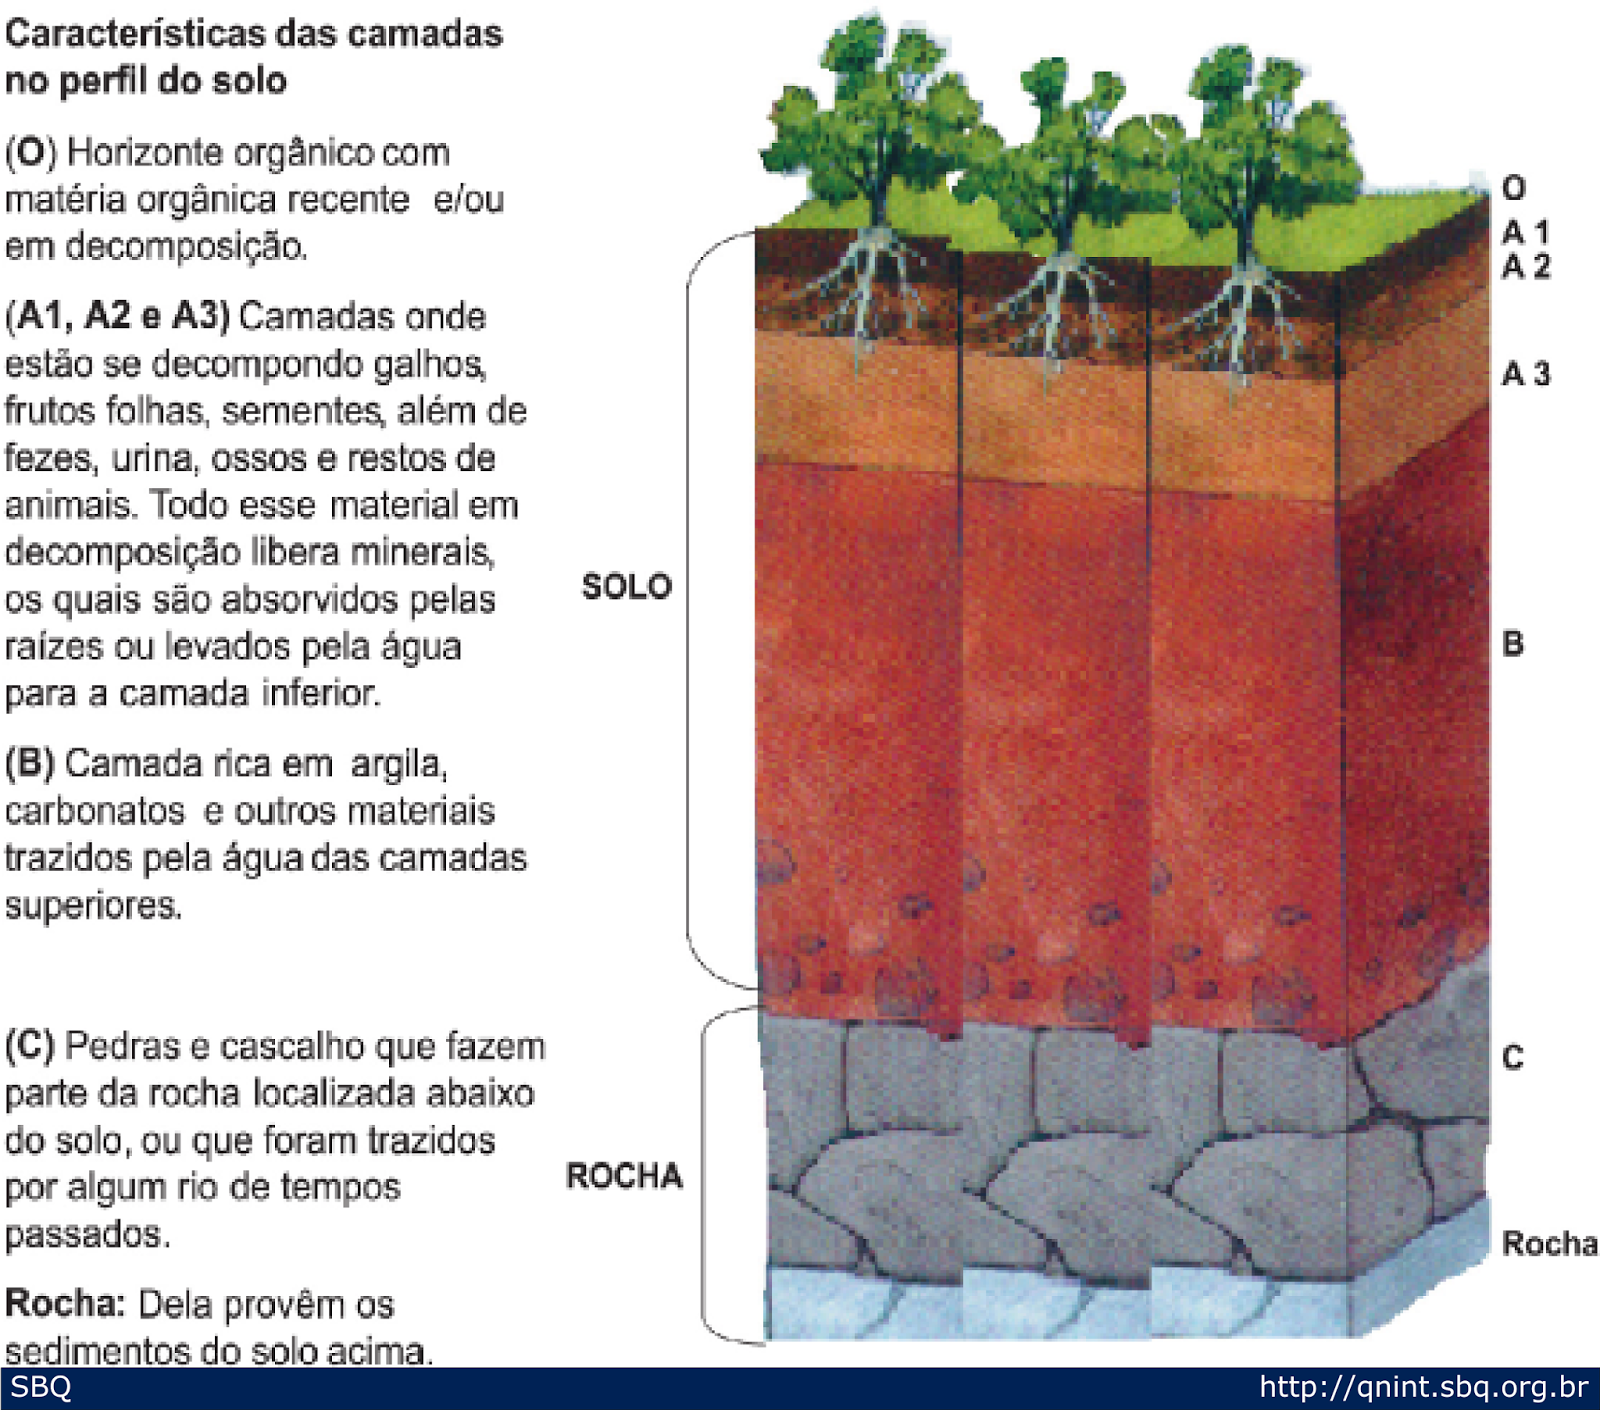 Características das camadas
no perfil do solo
(O) Horizonte orgânico com
matéria orgânica recente e/ou
em decomposição.
(A1, A2 e A3) Camadas onde
estão se decompondo galhos,
frutos folhas, sementes, além de
fezes, urina, ossos e restos de
animais. Todo esse material em
decomposição libera minerais,
os quais são absorvidos pelas
raízes ou levados pela água
para a camada inferior.
(B) Camada rica em argila,
carbonatos e outros materiais
trazidos pela água das camadas
superiores.
(C) Pedras e cascalho que fazem
parte da rocha localizada abaixo
do solo, ou que foram trazidos
por algum rio de tempos
passados.
Rocha: Dela provêm os
sedimentos do solo acima.
SOLO
ROCHA
O
A 1
A 2
A 3
B
C
Rocha
SBQ
http://qnint.sbq.org.br